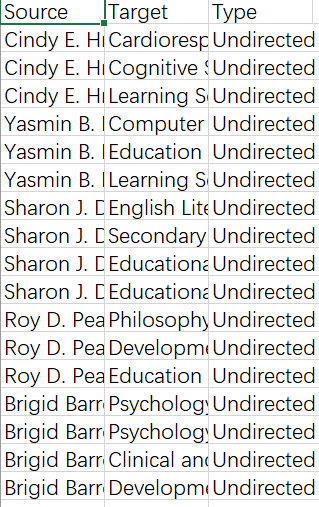 Source Target Type
Cindy E. Cardioresp Undirected
Cindy E. Cognitive Undirected
Cindy E. Learning S Undirected
Yasmin B. Computer Undirected
Yasmin B. Education Undirected
Yasmin B. Learning S Undirected
Sharon J. D English Lite Undirected
Sharon J. D Secondary Undirected
Sharon J. D Educationa Undirected
Sharon J. D Educationa Undirected
Roy D. Pea Philosophy Undirected
Roy D. Pea Developme Undirected
Roy D. Pea Education Undirected
Brigid Barr Psychology Undirected
Brigid Barr Psychology Undirected
Brigid Barr Clinical and Undirected
Brigid Barr Developme Undirected